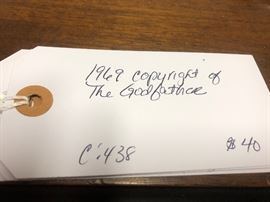 1969 copyright of
The Godfather
C:438 $40